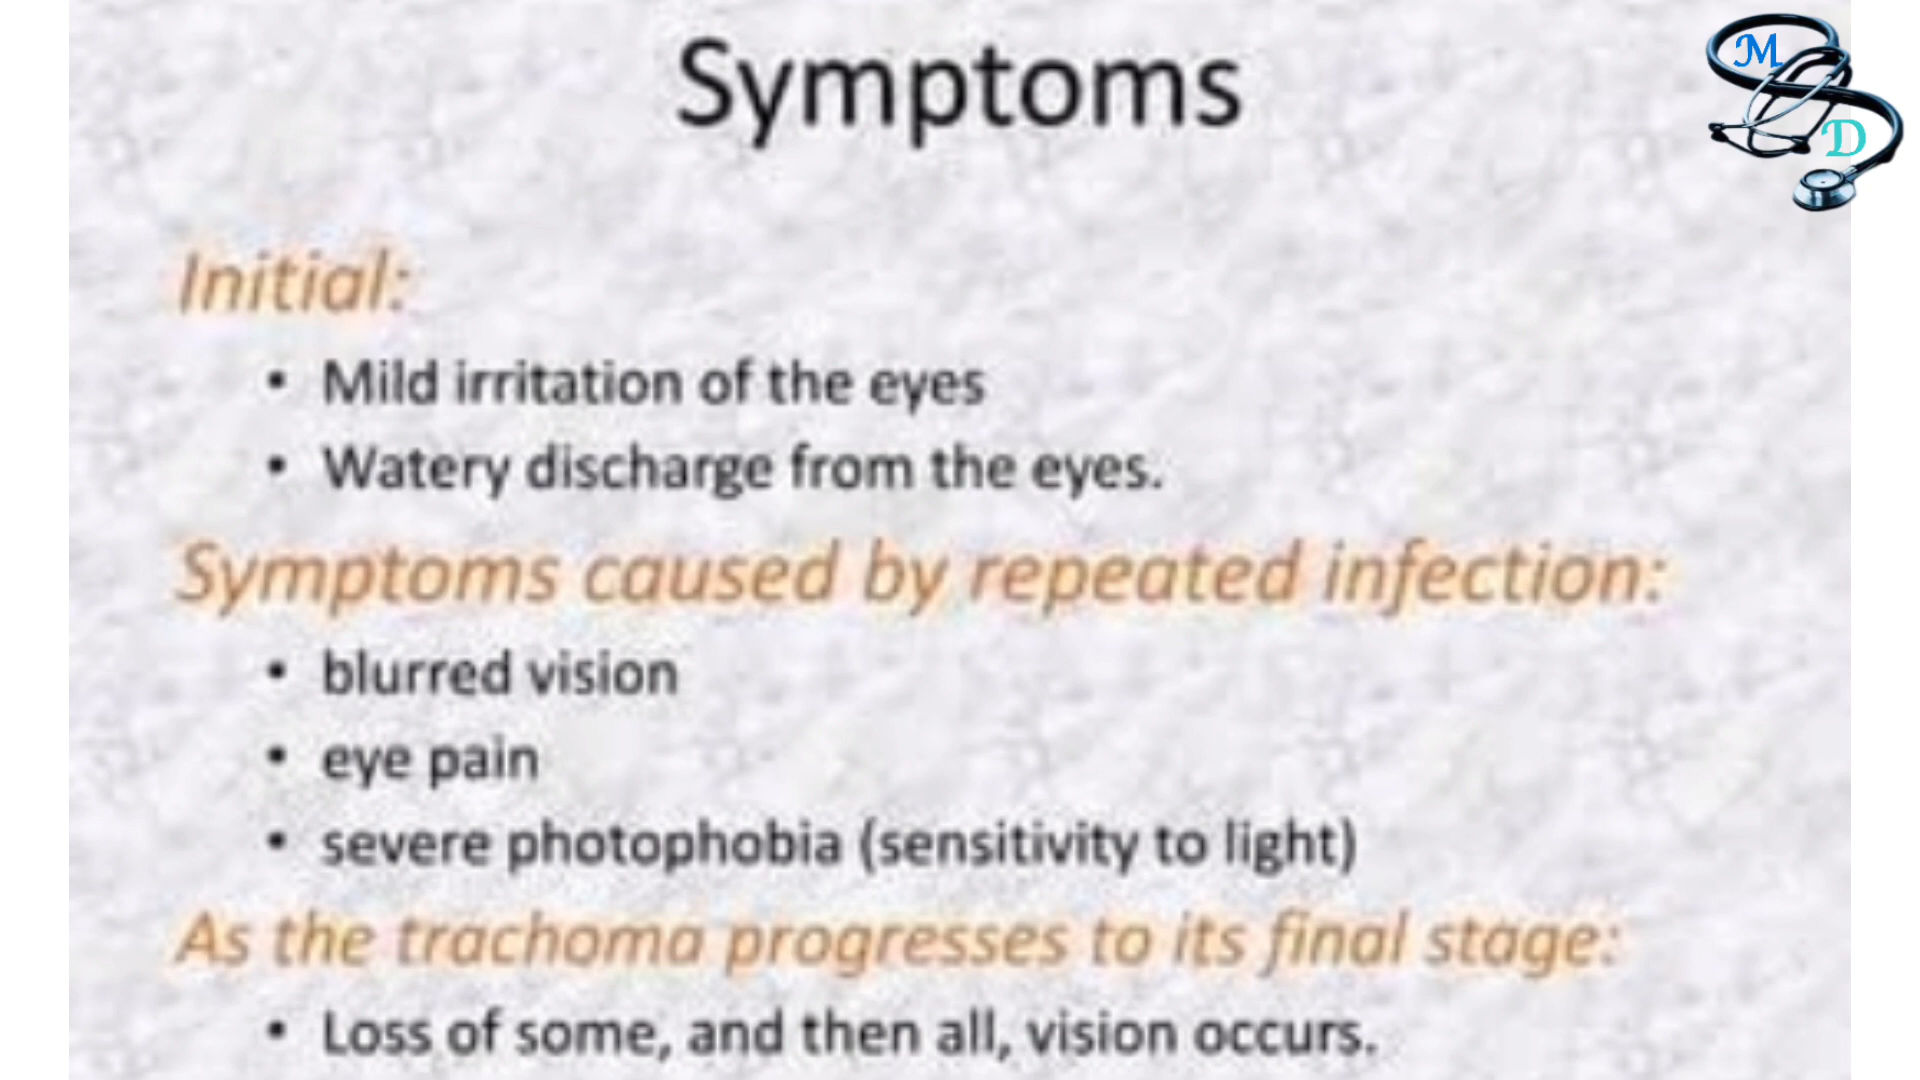 Symptoms
M
D
Initial:
• Mild irritation of the eyes
• Watery discharge from the eyes.
Symptoms caused by repeated infection:
• blurred vision
• eye pain
• severe photophobia (sensitivity to light)
As the trachoma progresses to its final stage:
• Loss of some, and then all, vision occurs.